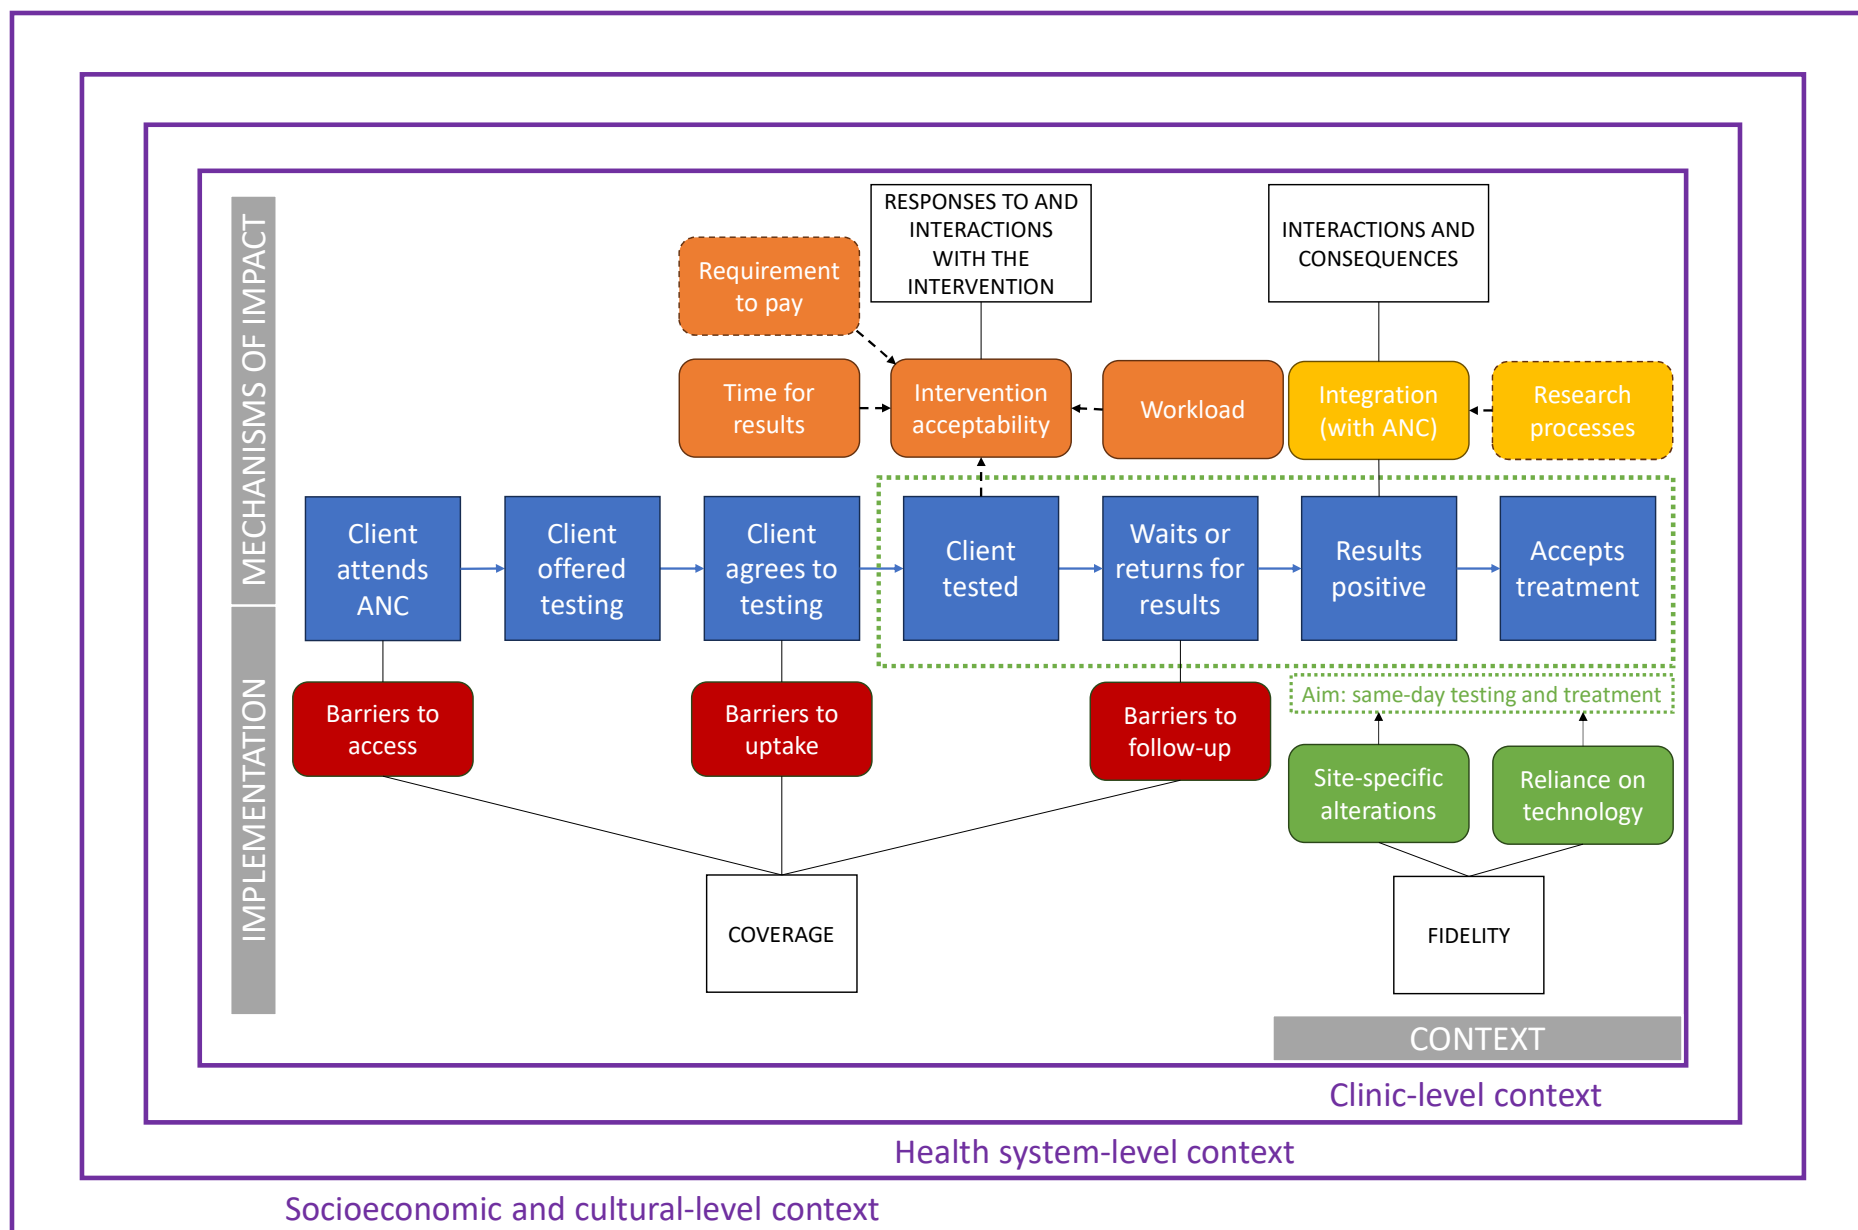 MECHANISMS OF IMPACT
IMPLEMENTATION
RESPONSES TO AND
INTERACTIONS
WITH THE
INTERVENTION
INTERACTIONS AND
CONSEQUENCES
Requirement
to pay
Time for
results
Intervention
acceptability
Workload
Integration
(with ANC)
Research
processes
Client
attends
ANC
Client
offered
testing
Client
agrees to
testing
Client
tested
Waits or
returns for
results
Results
positive
Accepts
treatment
Barriers to
access
Barriers to
uptake
Barriers to
follow-up
Aim: same-day testing and treatment
Site-specific
alterations
Reliance on
technology
COVERAGE
FIDELITY
CONTEXT
Clinic-level context
Health system-level context
Socioeconomic and cultural-level context